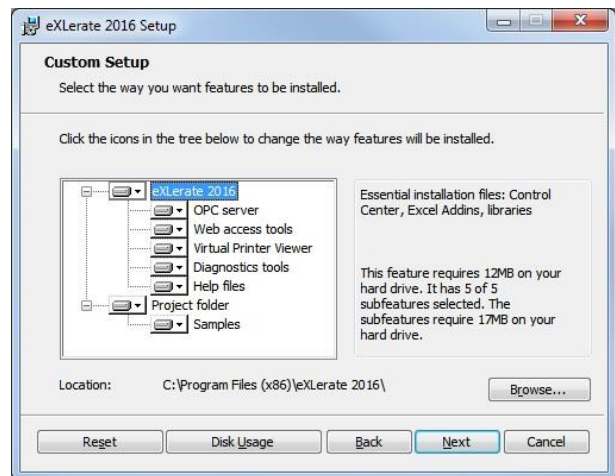 eXLerate 2016 Setup
Custom Setup
Select the way you want features to be installed.
Click the icons in the tree below to change the way features will be installed.
eXLerate 2016
OPC server
Web access tools
Virtual Printer Viewer
Diagnostics tools
Help files
Project folder
Samples
Essential installation files: Control
Center, Excel Addins, libraries
This feature requires 12MB on your
hard drive. It has 5 of 5
subfeatures selected. The
subfeatures require 17MB on your
hard drive.
Location: C:\Program Files (x86)\eXLerate 2016\
Browse...
Reset Disk Usage Back Next Cancel